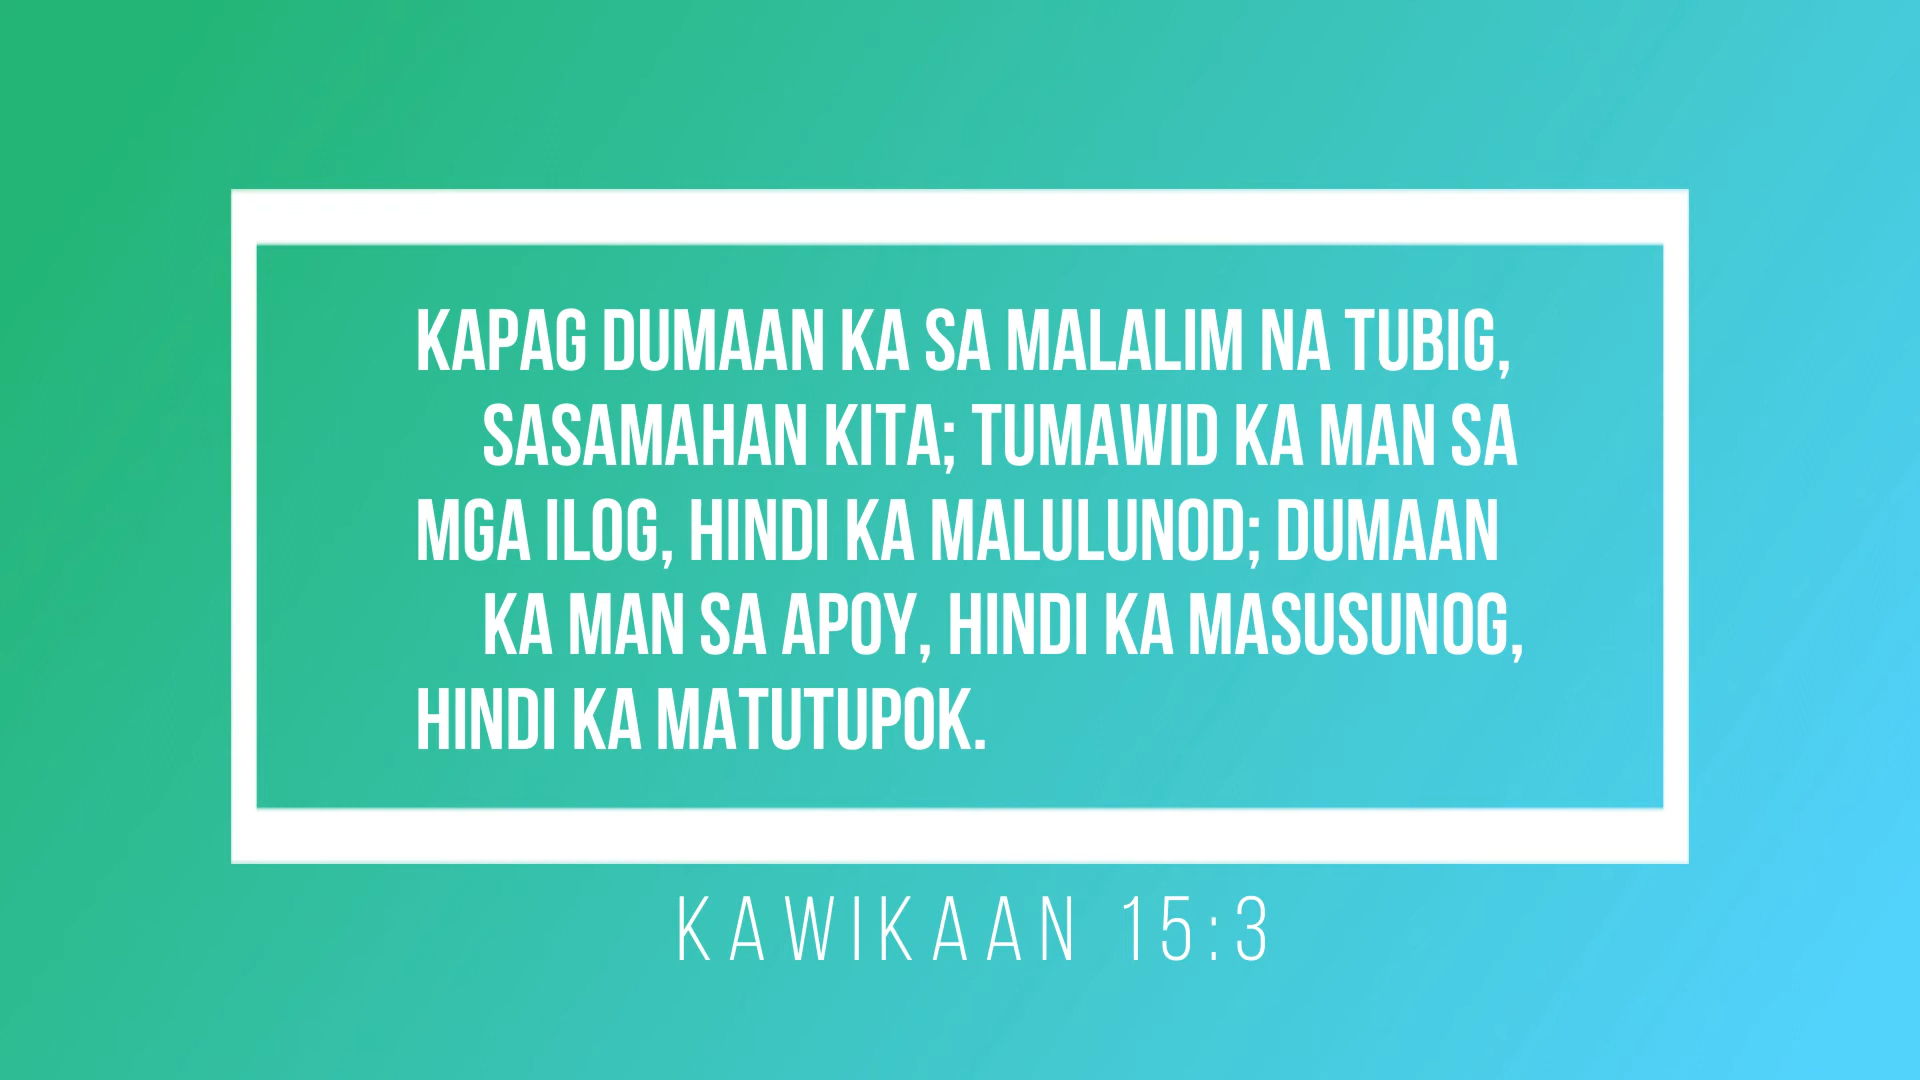 KAPAG DUMAAN KA SA MALALIM NA TUBIG,
SASAMAHAN KITA; TUMAWID KA MAN SA
MGA ILOG, HINDI KA MALULUNOD; DUMAAN
KA MAN SA APOY, HINDI KA MASUSUNOG,
HINDI KA MATUTUPOK.
KAWIKAAN 15:3